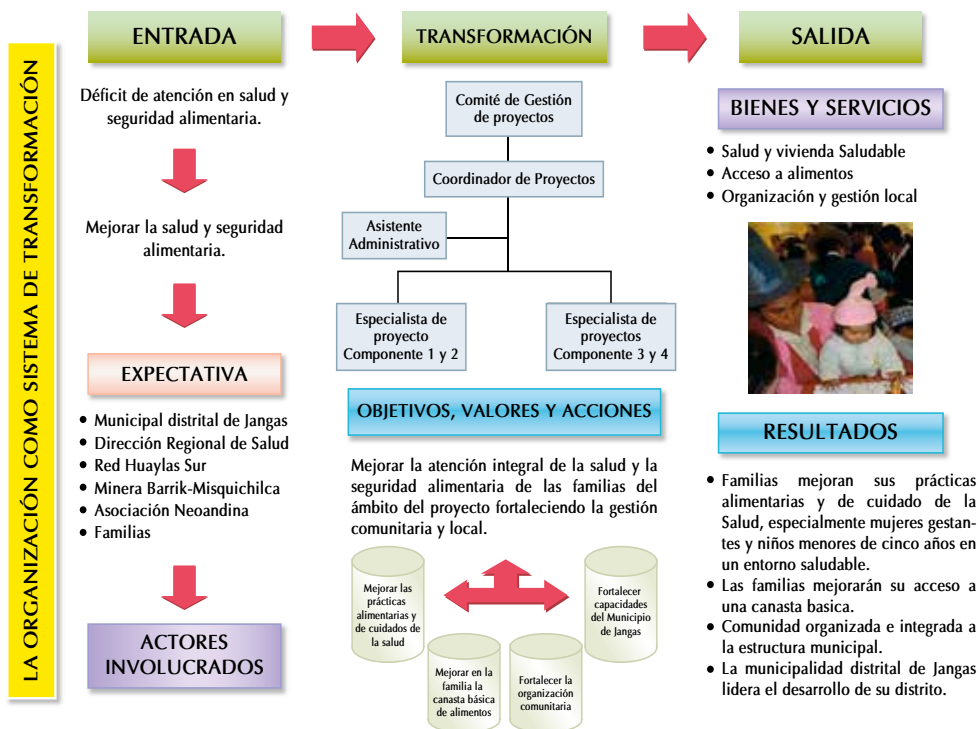 LA ORGANIZACIÓN COMO SISTEMA DE TRANSFORMACIÓN
ENTRADA
Déficit de atención en salud y
seguridad alimentaria.
Mejorar la salud y seguridad
alimentaria.
EXPECTATIVA
• Municipal distrital de Jangas
• Dirección Regional de Salud
• Red Huaylas Sur
• Minera Barrik-Misquichilca
• Asociación Neoandina
• Familias
ACTORES
INVOLUCRADOS
TRANSFORMACIÓN
Comité de Gestión
de proyectos
Coordinador de Proyectos
Asistente
Administrativo
Especialista de
proyecto
Componente 1 y 2
Especialista de
proyectos
Componente 3 y 4
OBJETIVOS, VALORES Y ACCIONES
Mejorar la atención integral de la salud y la
seguridad alimentaria de las familias del
ámbito del proyecto fortaleciendo la gestión
comunitaria y local.
Mejorar las
prácticas
alimentarias y
de cuidados de
la salud
Mejorar en la
familia la
canasta básica
de alimentos
Fortalecer la
organización
comunitaria
Fortalecer
capacidades
del Municipio
de Jangas
SALIDA
BIENES Y SERVICIOS
• Salud y vivienda Saludable
• Acceso a alimentos
• Organización y gestión local
RESULTADOS
• Familias mejoran sus prácticas
alimentarias y de cuidado de la
Salud, especialmente mujeres gestan-
tes y niños menores de cinco años en
un entorno saludable.
• Las familias mejorarán su acceso a
una canasta basica.
• Comunidad organizada e integrada a
la estructura municipal.
• La municipalidad distrital de Jangas
lidera el desarrollo de su distrito.